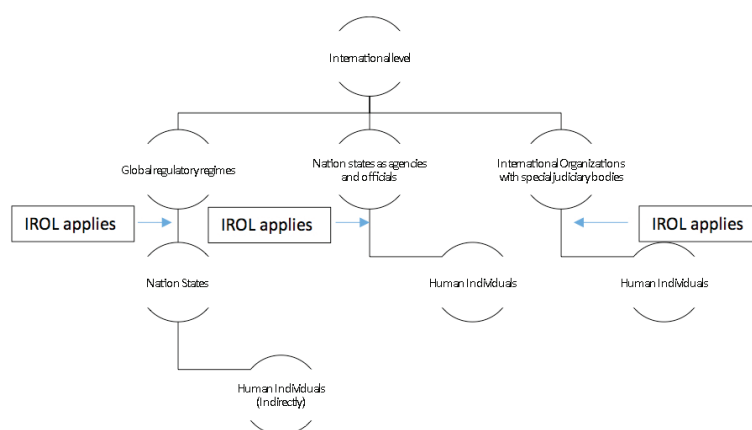 International level
Global regulatory regimes
Nation states as agencies
and officials
International Organizations
with special judiciary bodies
IROL applies
IROL applies
IROL applies
Nation States
Human Individuals
Human Individuals
Human Individuals
(Indirectly)